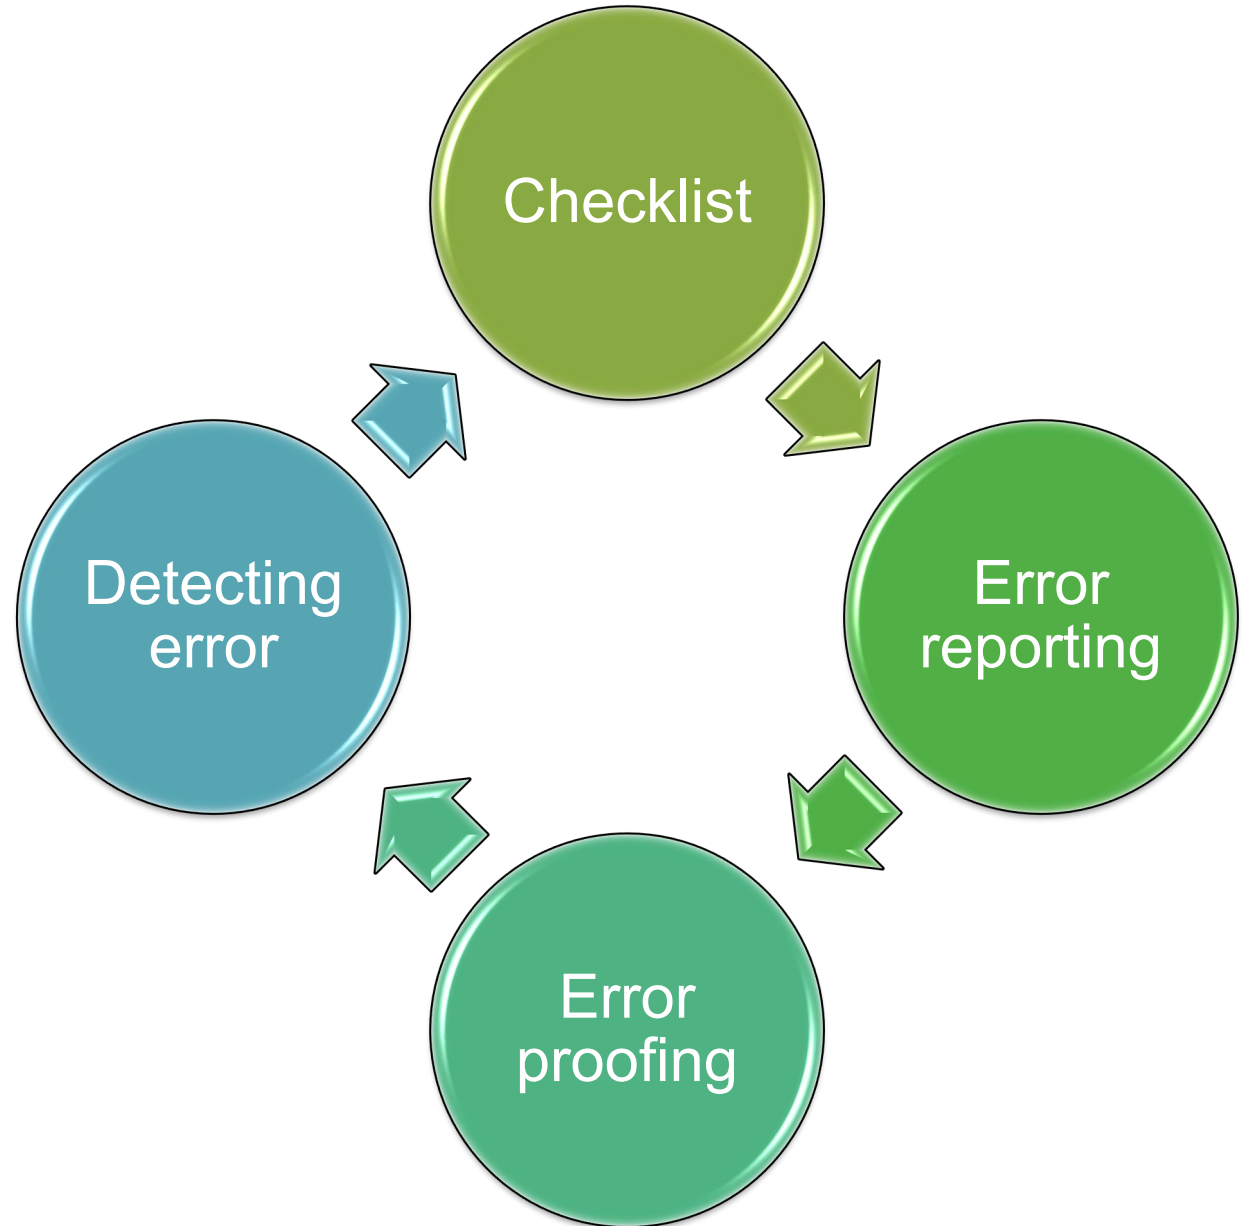 Checklist
Detecting
error
Error
reporting
Error
proofing